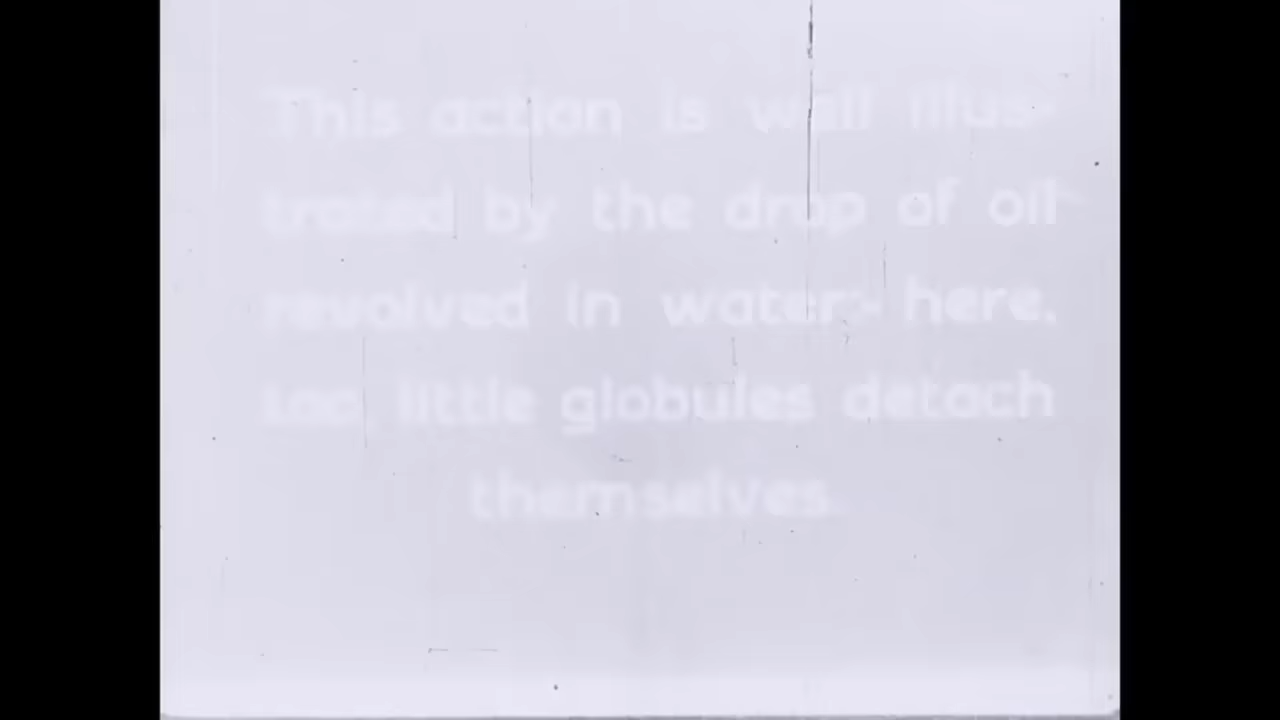 This action is well illus-
trated by the drop of oil
revolved in water, here,
too little globules detach
themselves.